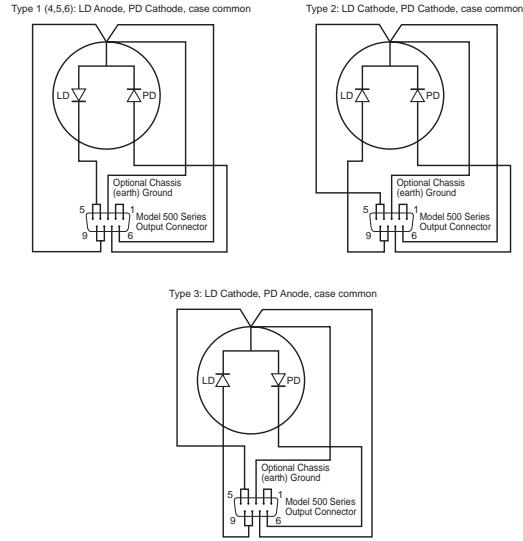 Type 1 (4,5,6): LD Anode, PD Cathode, case common
LD
PD
Optional Chassis
(earth) Ground
5
1
Model 500 Series
Output Connector
9
6
Type 2: LD Cathode, PD Cathode, case common
LD
PD
Optional Chassis
(earth) Ground
5
1
Model 500 Series
Output Connector
9
6
Type 3: LD Cathode, PD Anode, case common
LD
PD
Optional Chassis
(earth) Ground
5
1
Model 500 Series
Output Connector
9
6